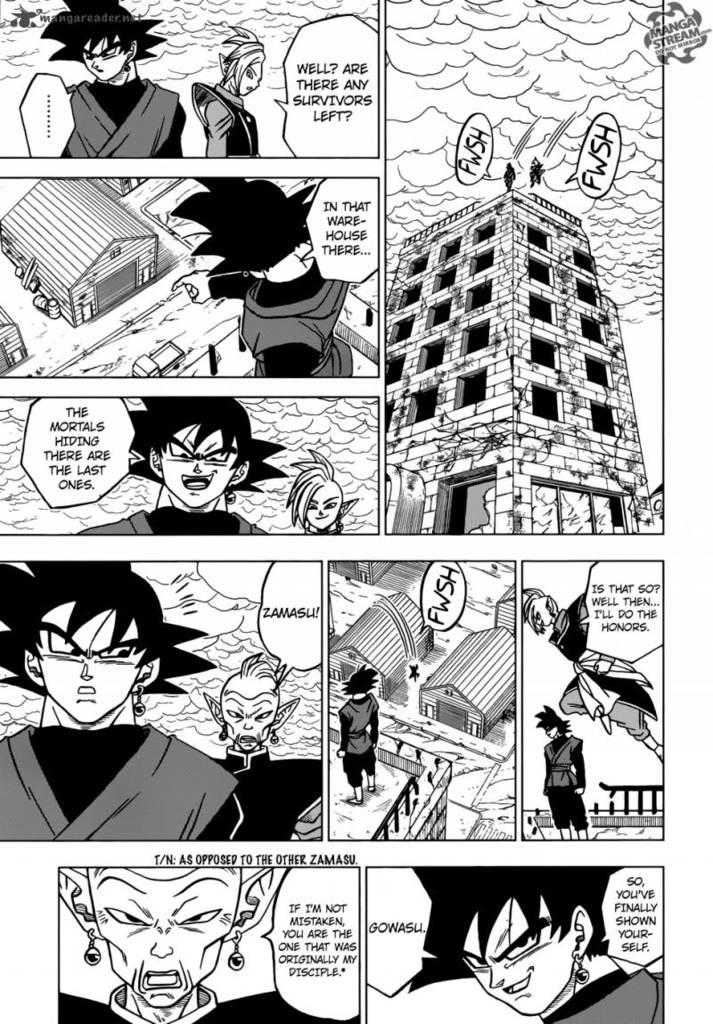 mangareader.net
MANGA
STREAM
DO NOT MIRROR
FWSH
FWSH
WELL? ARE
THERE ANY
SURVIVORS
LEFT?
.........
IN THAT
WARE-
HOUSE
THERE...
THE
MORTALS
HIDING
THERE ARE
THE LAST
ONES.
IS THAT SO?
WELL THEN...
I'LL DO THE
HONORS.
FWSH
ZAMASU!
SO,
YOU'VE
FINALLY
SHOWN
YOUR-
SELF.
GOWASU.
T/N: AS OPPOSED TO THE OTHER ZAMASU.
IF I'M NOT
MISTAKEN,
YOU ARE THE
ONE THAT WAS
ORIGINALLY MY
DISCIPLE.*